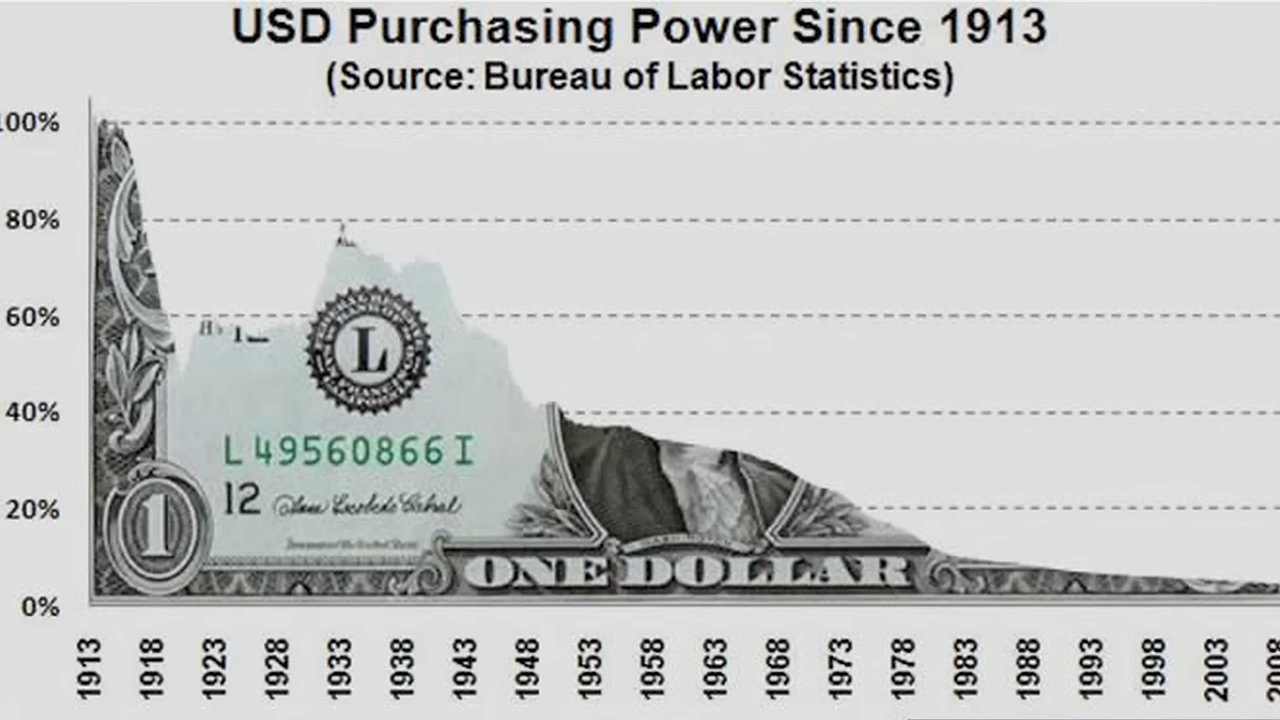 USD Purchasing Power Since 1913
(Source: Bureau of Labor Statistics)
100%
80%
60%
40%
20%
0%
L
L49560866I
12
1
ONE DOLLAR
1913 1918 1923 1928 1933 1938 1943 1948 1953 1958 1963 1968 1973 1978 1983 1988 1993 1998 2003 2008